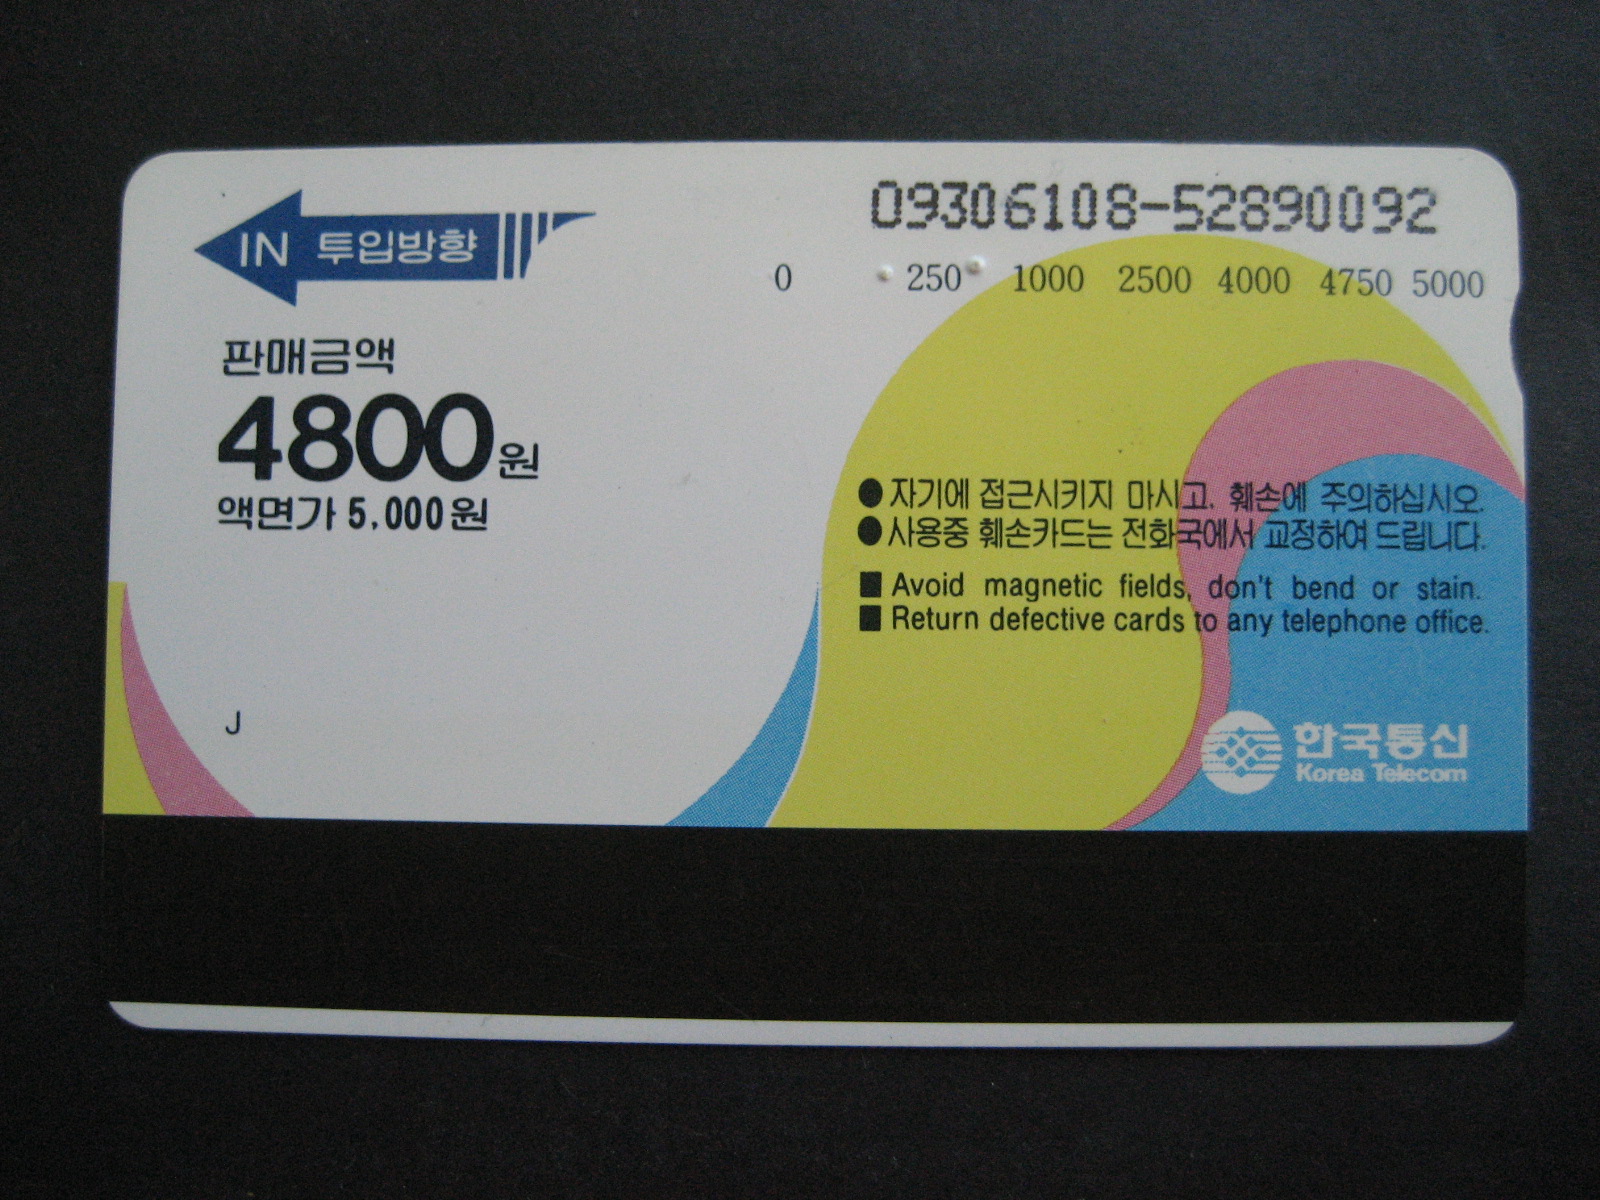 09306108-52890092
IN 투입방향
0 250 1000 2500 4000 4750 5000
판매금액
4800원
액면가 5,000원
●자기에 접근시키지 마시고, 훼손에 주의하십시오.
●사용중 훼손카드는 전화국에서 교정하여 드립니다.
■ Avoid magnetic fields, don't bend or stain.
■ Return defective cards to any telephone office.
J
한국통신
Korea Telecom